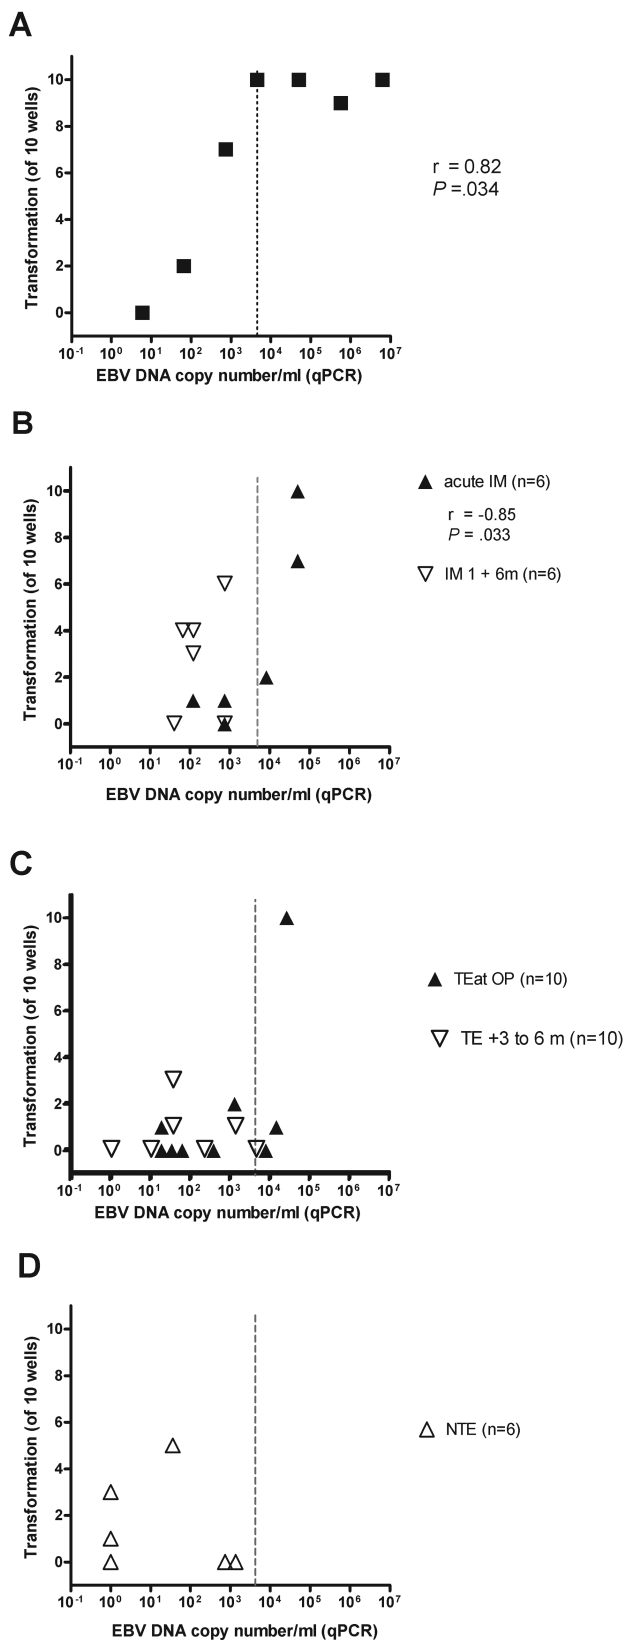 A
Transformation (of 10 wells)
10
8
6
4
2
0
r = 0.82
P =.034
10-1 100 101 102 103 104 105 106 107
EBV DNA copy number/ml (qPCR)
B
Transformation (of 10 wells)
10
8
6
4
2
0
acute IM (n=6)
r = -0.85
P = .033
IM 1 + 6m (n=6)
10-1 100 101 102 103 104 105 106 107
EBV DNA copy number/ml (qPCR)
C
Transformation (of 10 wells)
10
8
6
4
2
0
TEat OP (n=10)
TE +3 to 6 m (n=10)
10-1 100 101 102 103 104 105 106 107
EBV DNA copy number/ml (qPCR)
D
Transformation (of 10 wells)
10
8
6
4
2
0
NTE (n=6)
10-1 100 101 102 103 104 105 106 107
EBV DNA copy number/ml (qPCR)